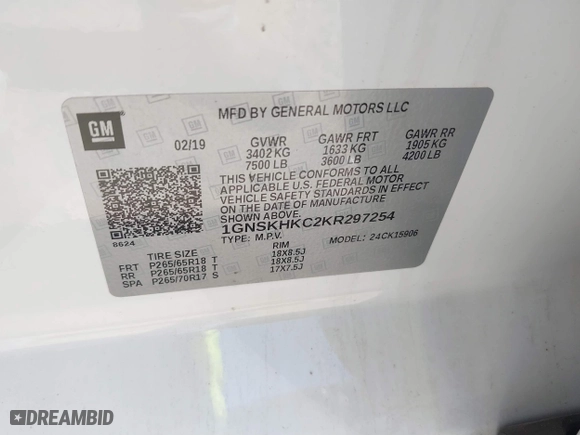 MFD BY GENERAL MOTORS LLC
GM
02/19 GVWR GAWR FRT GAWR RR
3402 KG 1633 KG 1905 KG
7500 LB 3600 LB 4200 LB
THIS VEHICLE CONFORMS TO ALL
APPLICABLE U.S. FEDERAL MOTOR
VEHICLE SAFETY AND THEFT PREVENTION
STANDARDS IN EFFECT ON THE DATE OF MANUFACTURE
SHOWN ABOVE.
1GNSKHKC2KR297254
TYPE: M.P.V. MODEL: 24CK15906
8624
TIRE SIZE RIM
FRT P265/65R18 T 18X8.5J
RR P265/65R18 T 18X8.5J
SPA P265/70R17 S 17X7.5J
DREAMBID